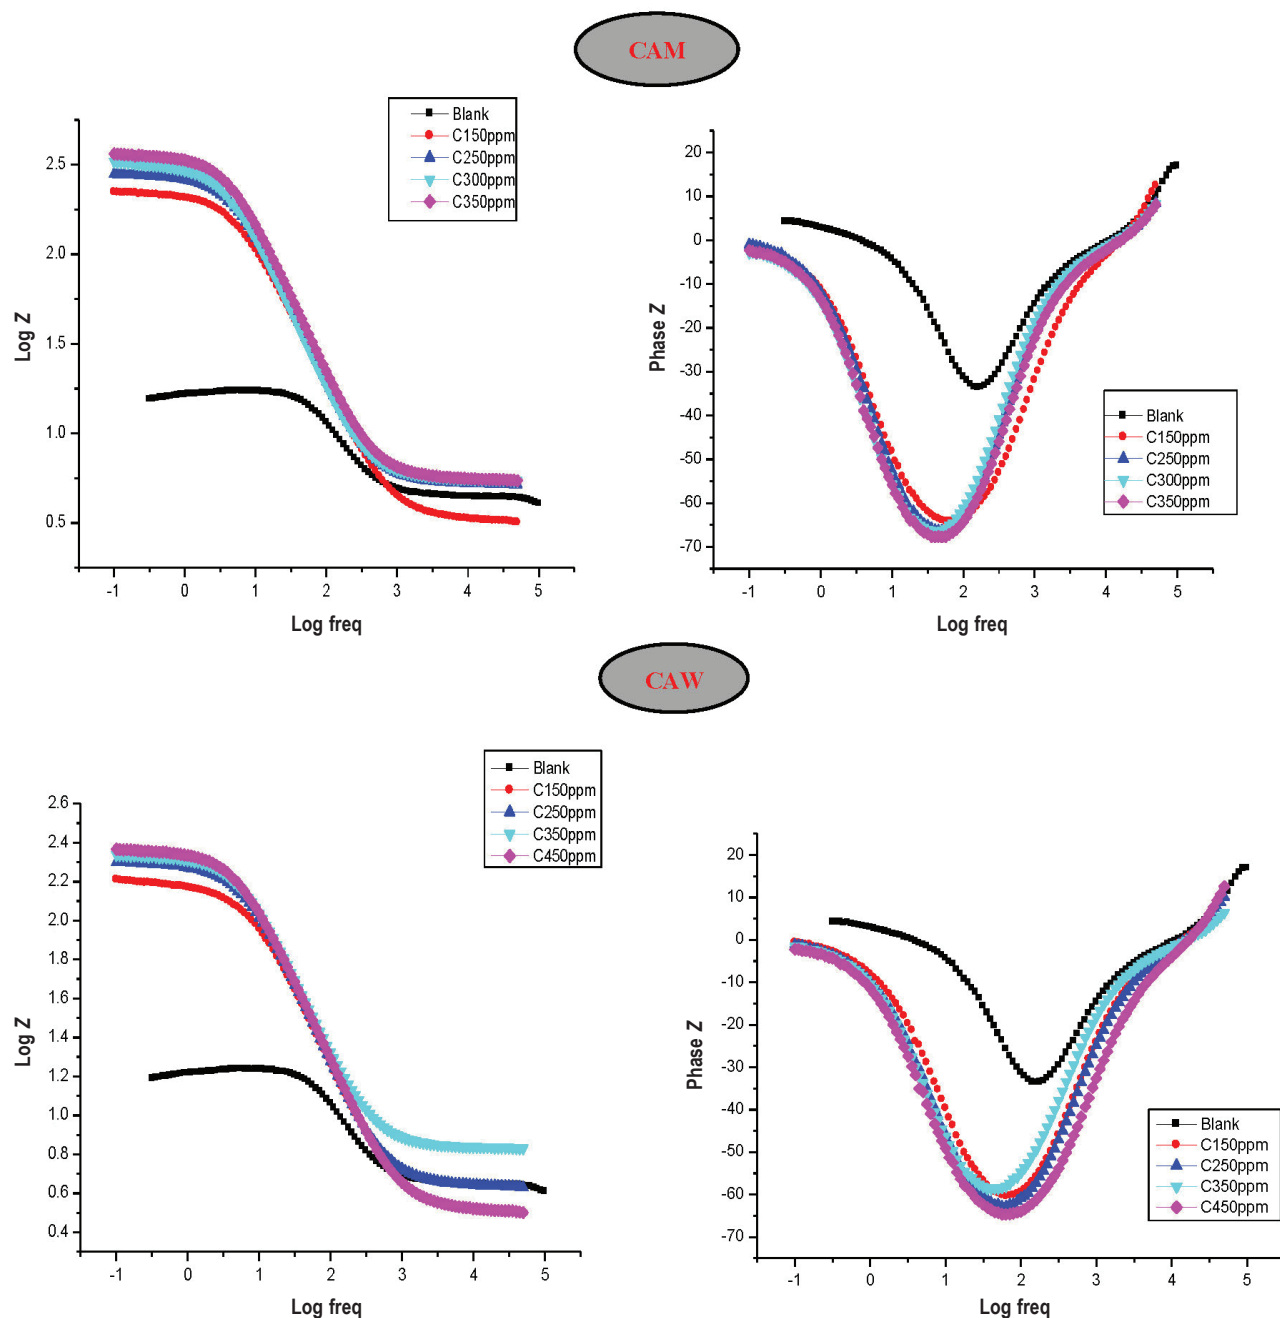 CAM
Blank
C150ppm
C250ppm
C300ppm
C350ppm
2.5
2.0
1.5
1.0
0.5
Log Z
-1 0 1 2 3 4 5
Log freq
20
10
0
-10
-20
-30
-40
-50
-60
-70
Phase Z
Blank
C150ppm
C250ppm
C300ppm
C350ppm
-1 0 1 2 3 4 5
Log freq
CAW
Blank
C150ppm
C250ppm
C350ppm
C450ppm
2.6
2.4
2.2
2.0
1.8
1.6
1.4
1.2
1.0
0.8
0.6
0.4
Log Z
-1 0 1 2 3 4 5
Log freq
20
10
0
-10
-20
-30
-40
-50
-60
-70
Phase Z
Blank
C150ppm
C250ppm
C350ppm
C450ppm
-1 0 1 2 3 4 5
Log freq